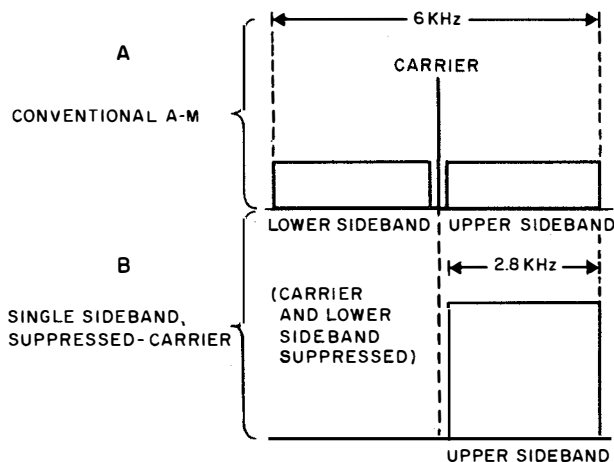 6 KHz
A
CARRIER
CONVENTIONAL A-M
LOWER SIDEBAND
UPPER SIDEBAND
B
2.8 KHz
SINGLE SIDEBAND,
SUPPRESSED-CARRIER
(CARRIER
AND LOWER
SIDEBAND
SUPPRESSED)
UPPER SIDEBAND